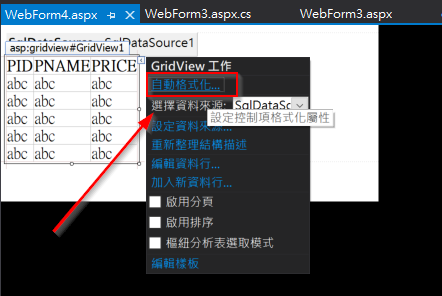 WebForm4.aspx WebForm3.aspx.cs WebForm3.aspx
SqlDataSource - SqlDataSource1
asp:gridview#GridView1
PID PNAME PRICE
abc abc abc
abc abc abc
abc abc abc
abc abc abc
abc abc abc
GridView 工作
自動格式化...
選擇資料來源: SqlDataSo
設定控制項格式化屬性
設定資料來源...
重新整理結構描述
編輯資料行...
加入新資料行...
啟用分頁
啟用排序
樞紐分析表選取模式
編輯樣板